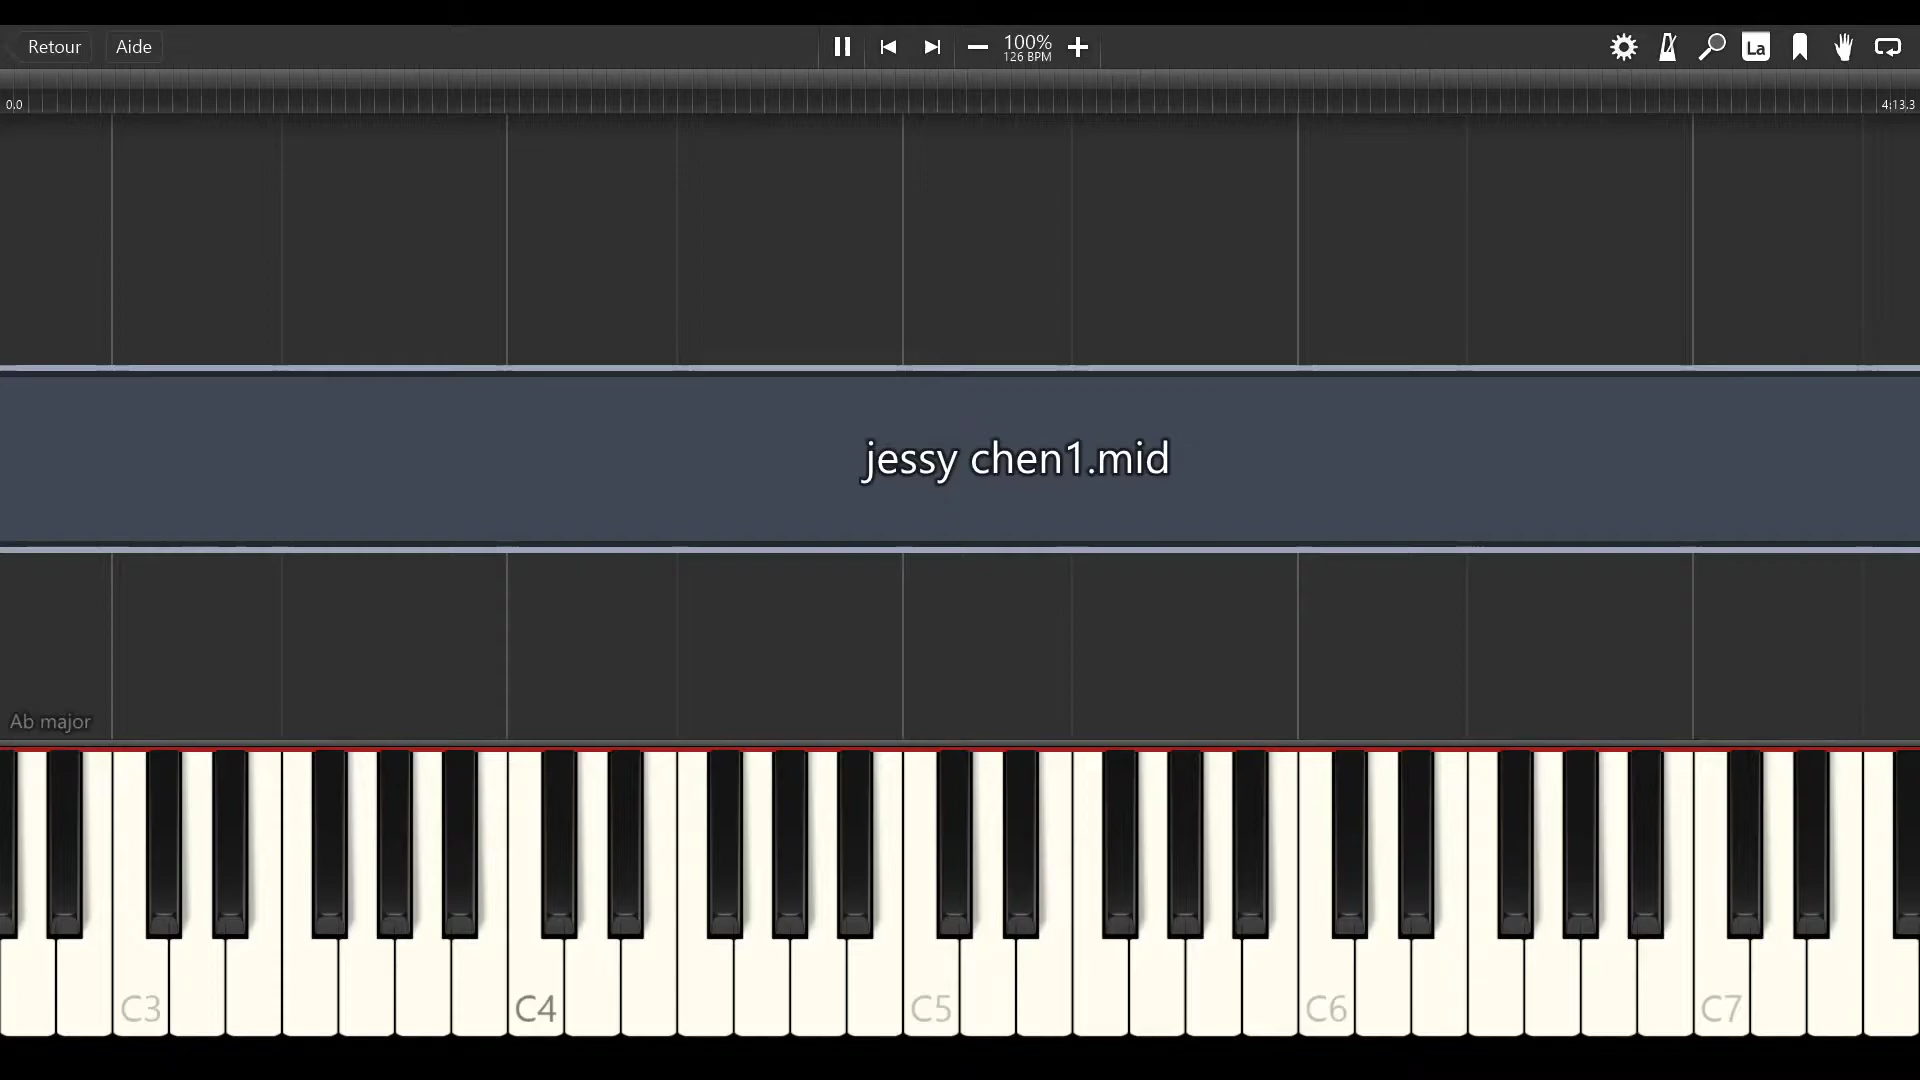 Retour Aide 100% La
126 BPM
0.0 4:13.3
jessy chen1.mid
Ab major
C3 C4 C5 C6 C7